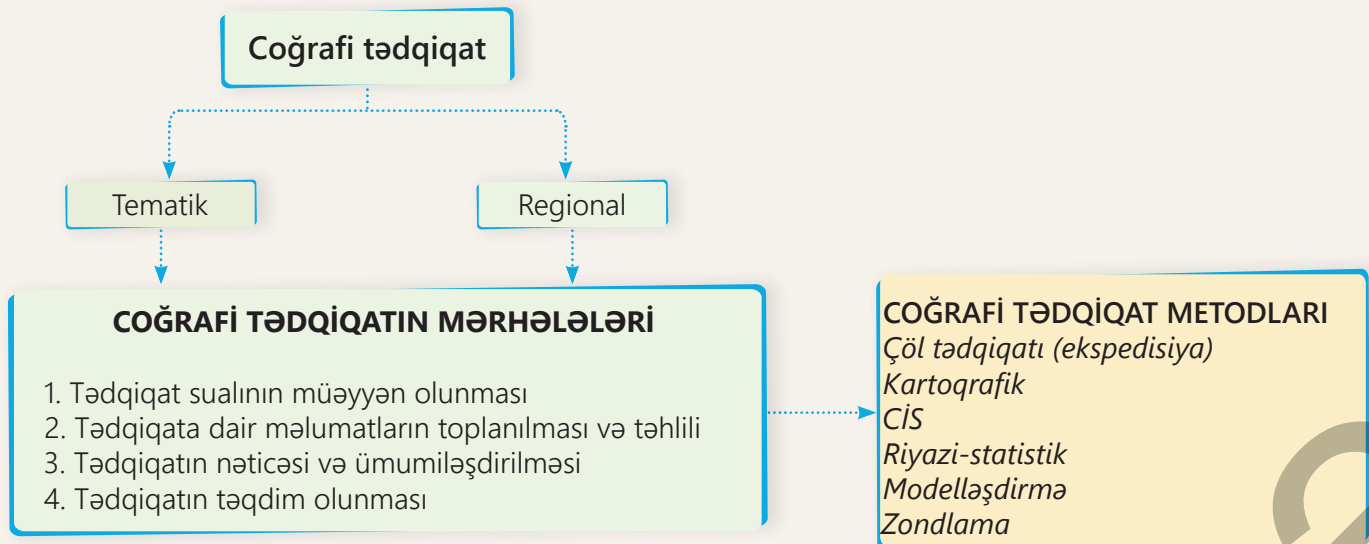 Coğrafi tədqiqat
Tematik
Regional
COĞRAFİ TƏDQİQATIN MƏRHƏLƏLƏRİ
1. Tədqiqat sualının müəyyən olunması
2. Tədqiqata dair məlumatların toplanılması və təhlili
3. Tədqiqatın nəticəsi və ümumiləşdirilməsi
4. Tədqiqatın təqdim olunması
COĞRAFİ TƏDQİQAT METODLARI
Çöl tədqiqatı (ekspedisiya)
Kartoqrafik
CİS
Riyazi-statistik
Modelləşdirmə
Zondlama